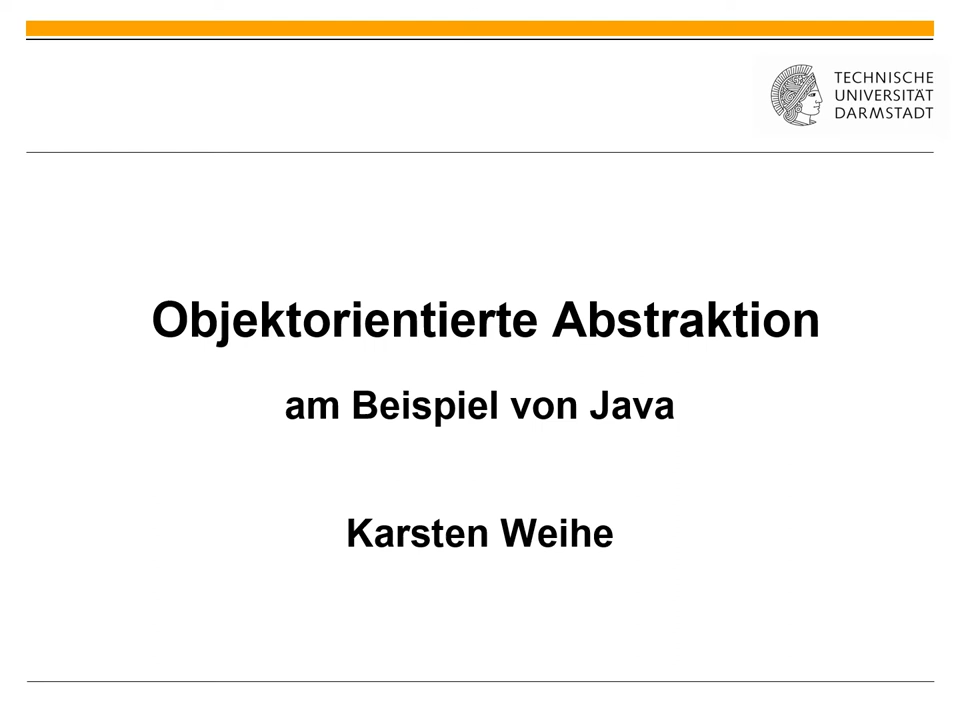 TECHNISCHE
UNIVERSITÄT
DARMSTADT
Objektorientierte Abstraktion
am Beispiel von Java
Karsten Weihe